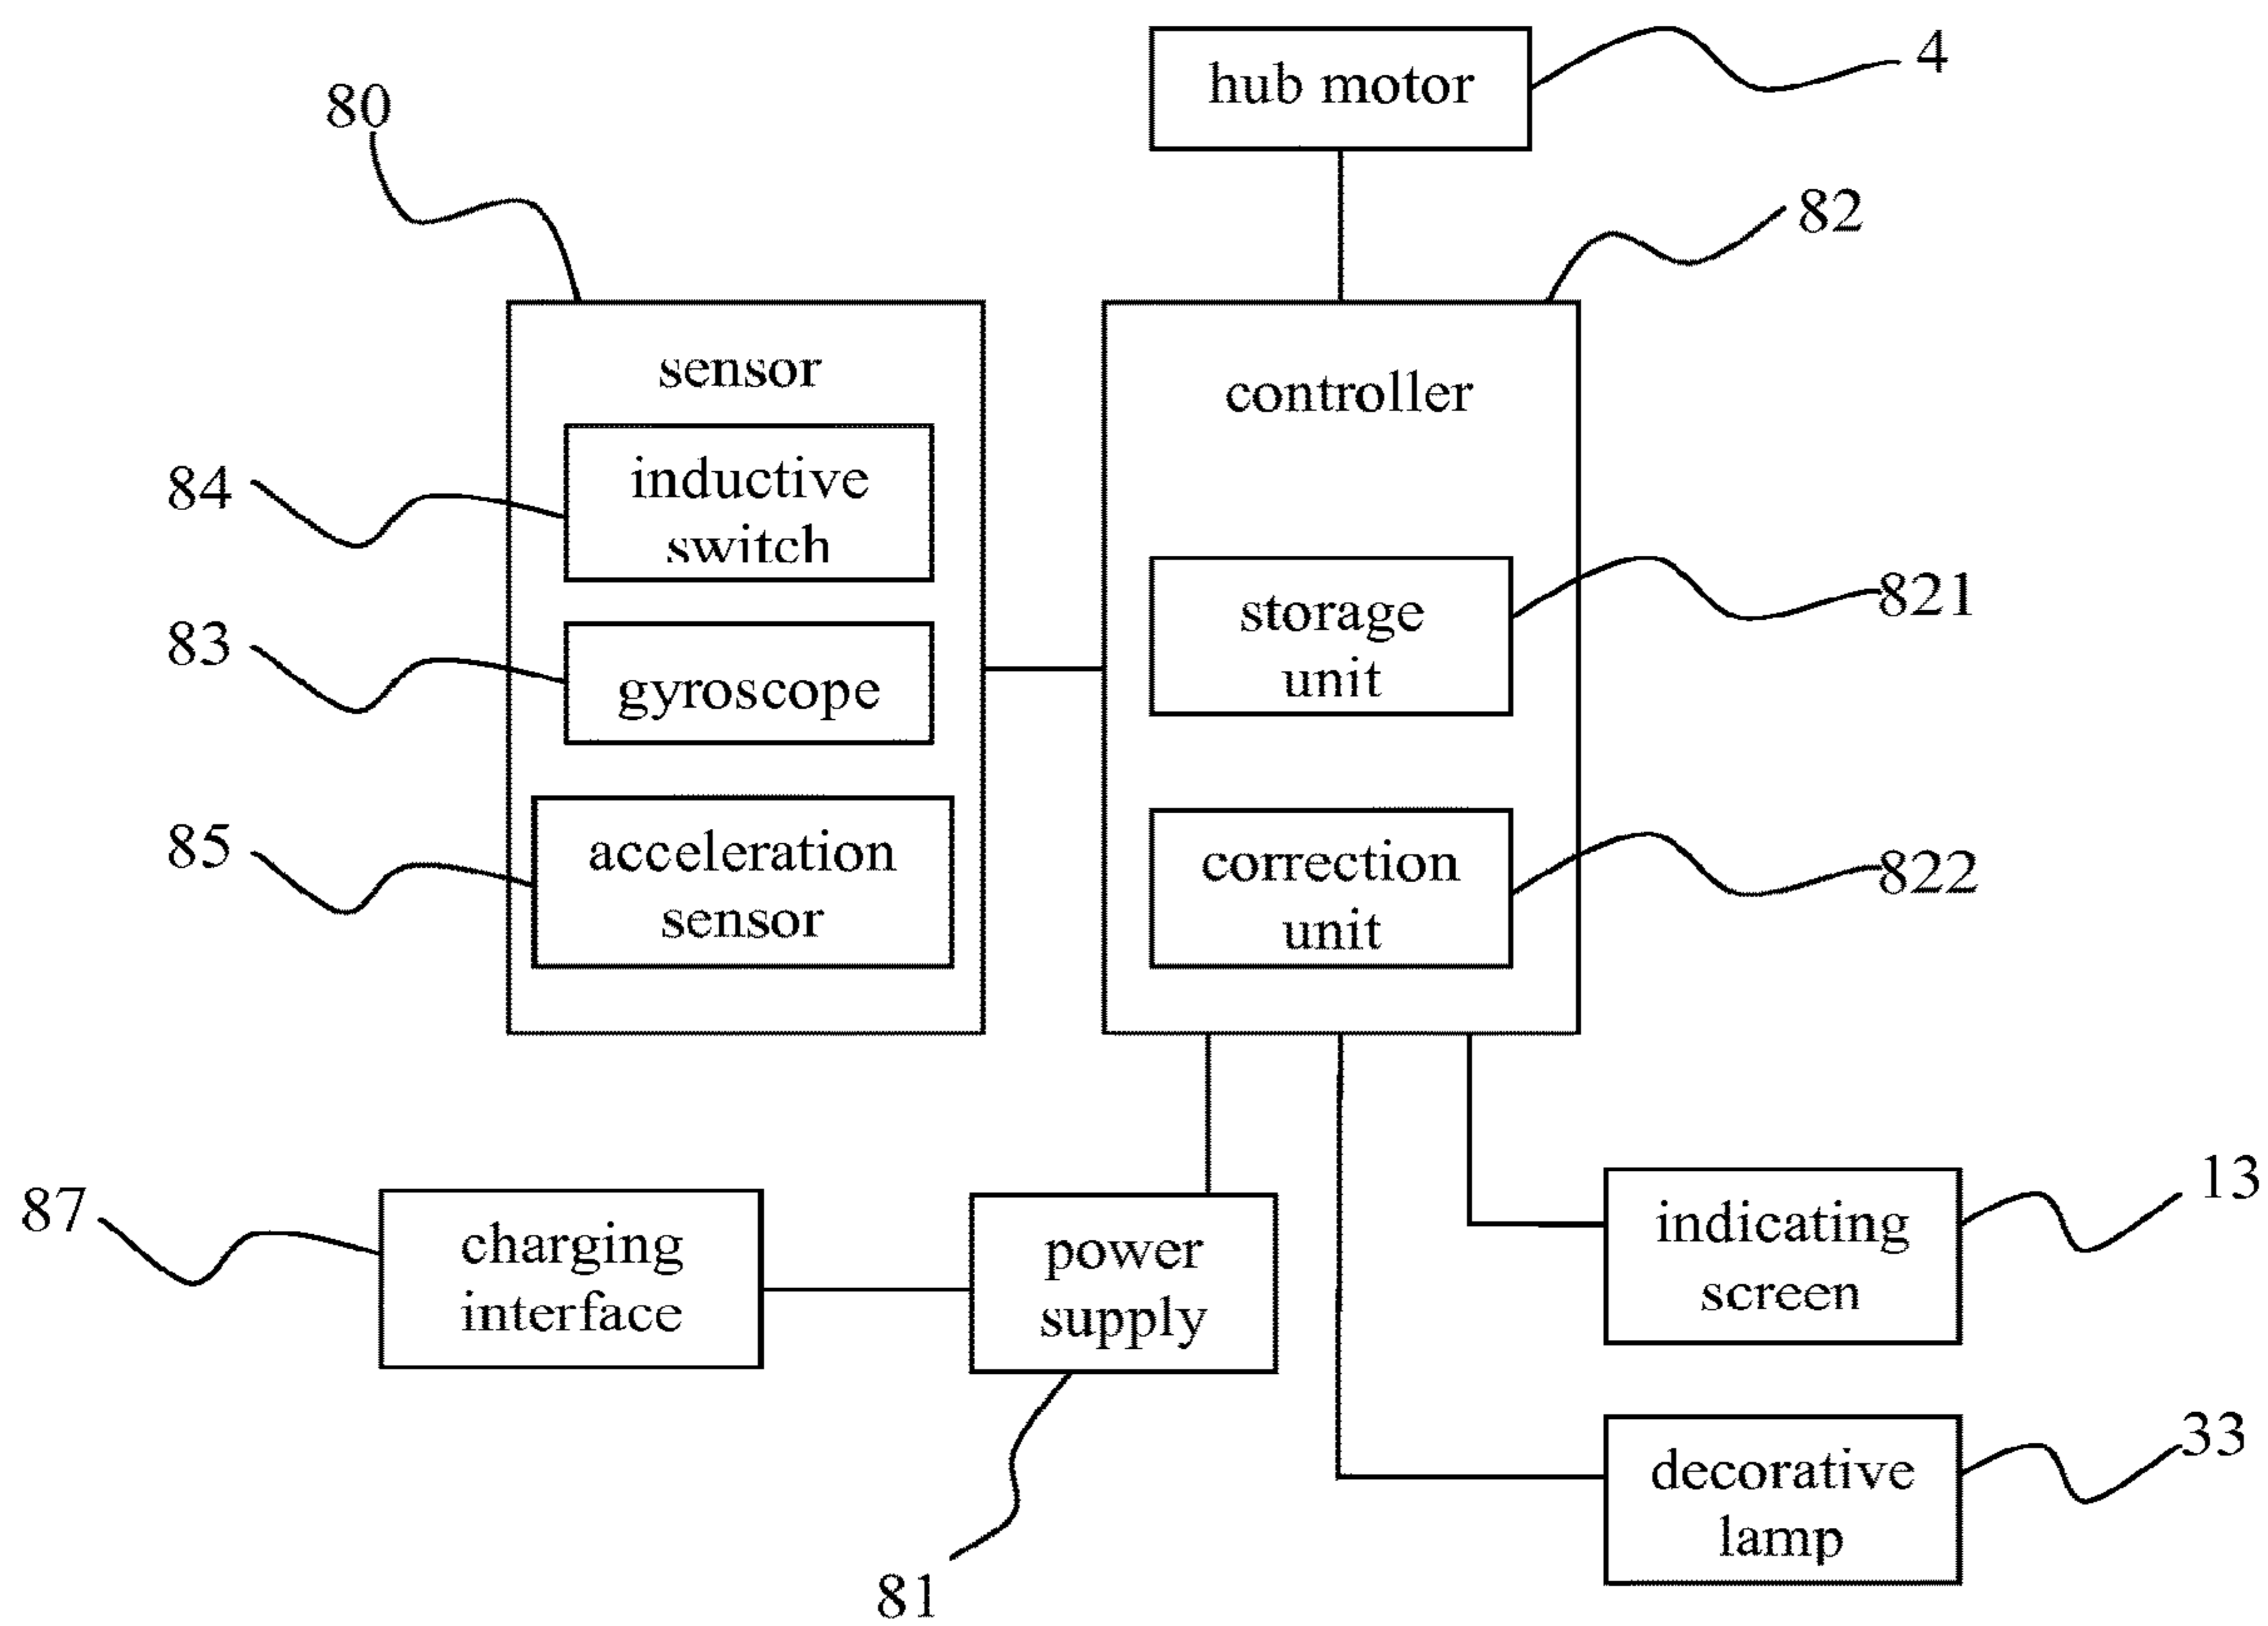 hub motor
4
80
82
sensor
controller
84
inductive
switch
storage
unit
821
83
gyroscope
85
acceleration
sensor
correction
unit
822
87
charging
interface
power
supply
indicating
screen
13
decorative
lamp
33
81